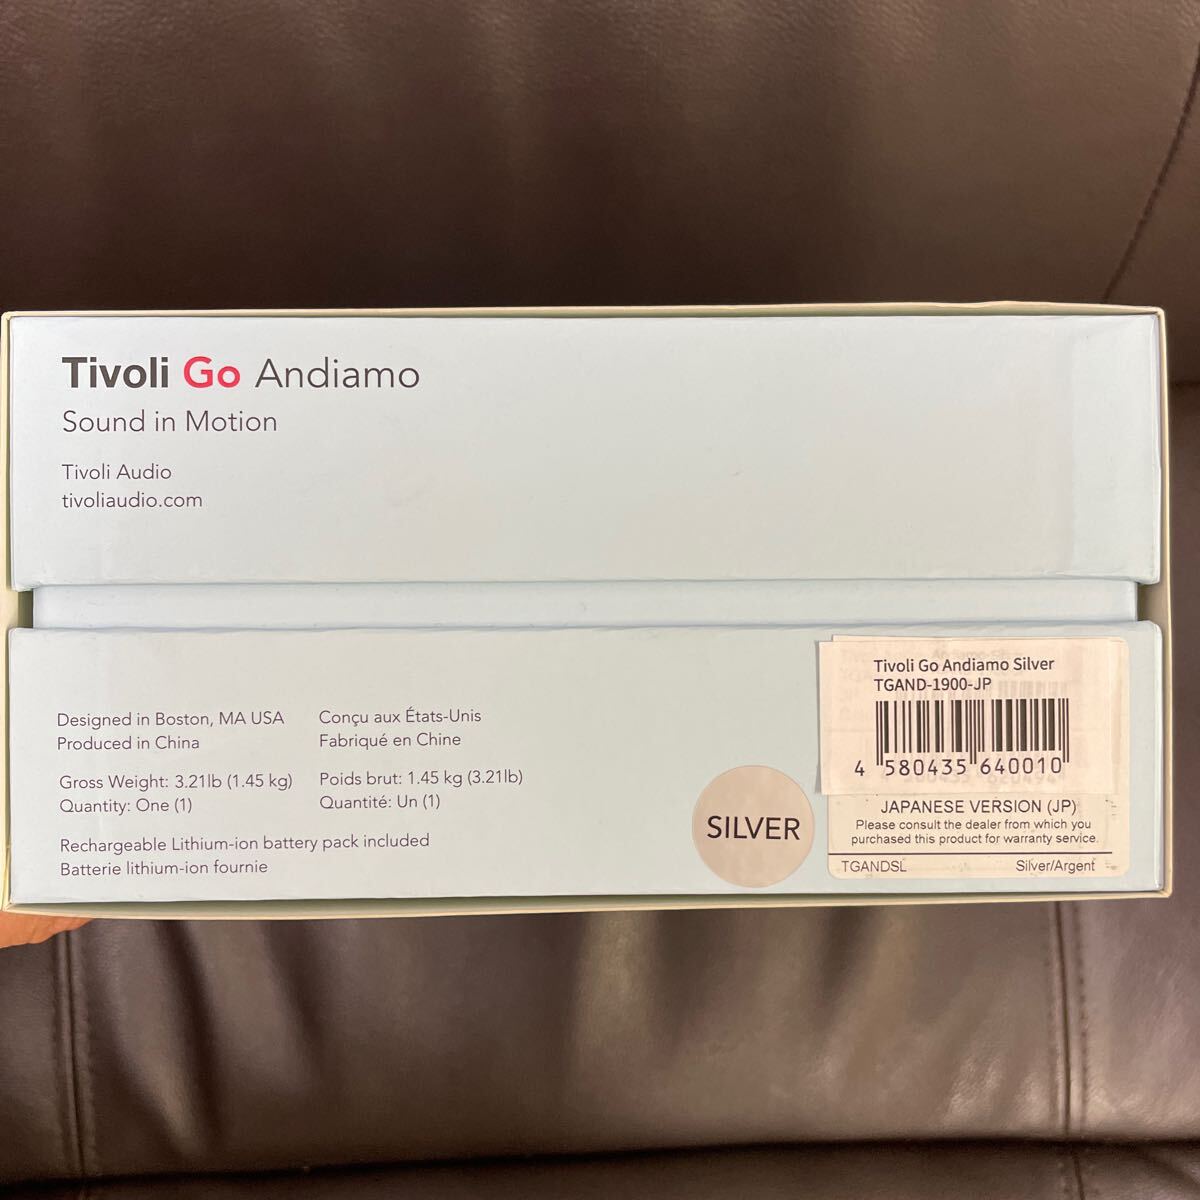 Tivoli Go Andiamo
Sound in Motion
Tivoli Audio
tivoliaudio.com
Designed in Boston, MA USA
Produced in China
Gross Weight: 3.21lb (1.45 kg)
Quantity: One (1)
Conçu aux États-Unis
Fabriqué en Chine
Poids brut: 1.45 kg (3.21lb)
Quantité: Un (1)
Rechargeable Lithium-ion battery pack included
Batterie lithium-ion fournie
SILVER
Tivoli Go Andiamo Silver
TGAND-1900-JP
4 580435 640010
JAPANESE VERSION (JP)
Please consult the dealer from which you
purchased this product for warranty service.
TGANDSL Silver/Argent